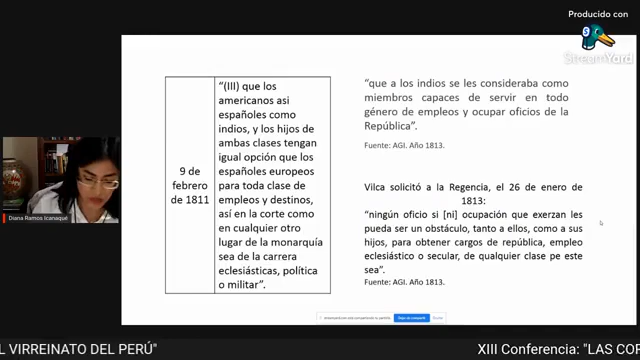 Producido con
StreamYard
9 de
febrero
de 1811
“(III) que los
americanos asi
españoles como
indios, y los hijos de
ambas clases tengan
igual opción que los
españoles europeos
para toda clase de
empleos y destinos,
así en la corte como
en cualquier otro
lugar de la monarquía
sea de la carrera
eclesiásticas, política
o militar”.
“que a los indios se les consideraba como
miembros capaces de servir en todo
género de empleos y ocupar oficios de la
República”.
Fuente: AGI. Año 1813.
Vilca solicitó a la Regencia, el 26 de enero de
1813:
“ningún oficio si [ni] ocupación que exerzan les
pueda ser un obstáculo, tanto a ellos, como a sus
hijos, para obtener cargos de república, empleo
eclesiástico o secular, de qualquier clase pe este
sea”.
Fuente: AGI. Año 1813.
Diana Ramos Icanaqué
L VIRREINATO DEL PERÚ"
XIII Conferencia: "LAS COR